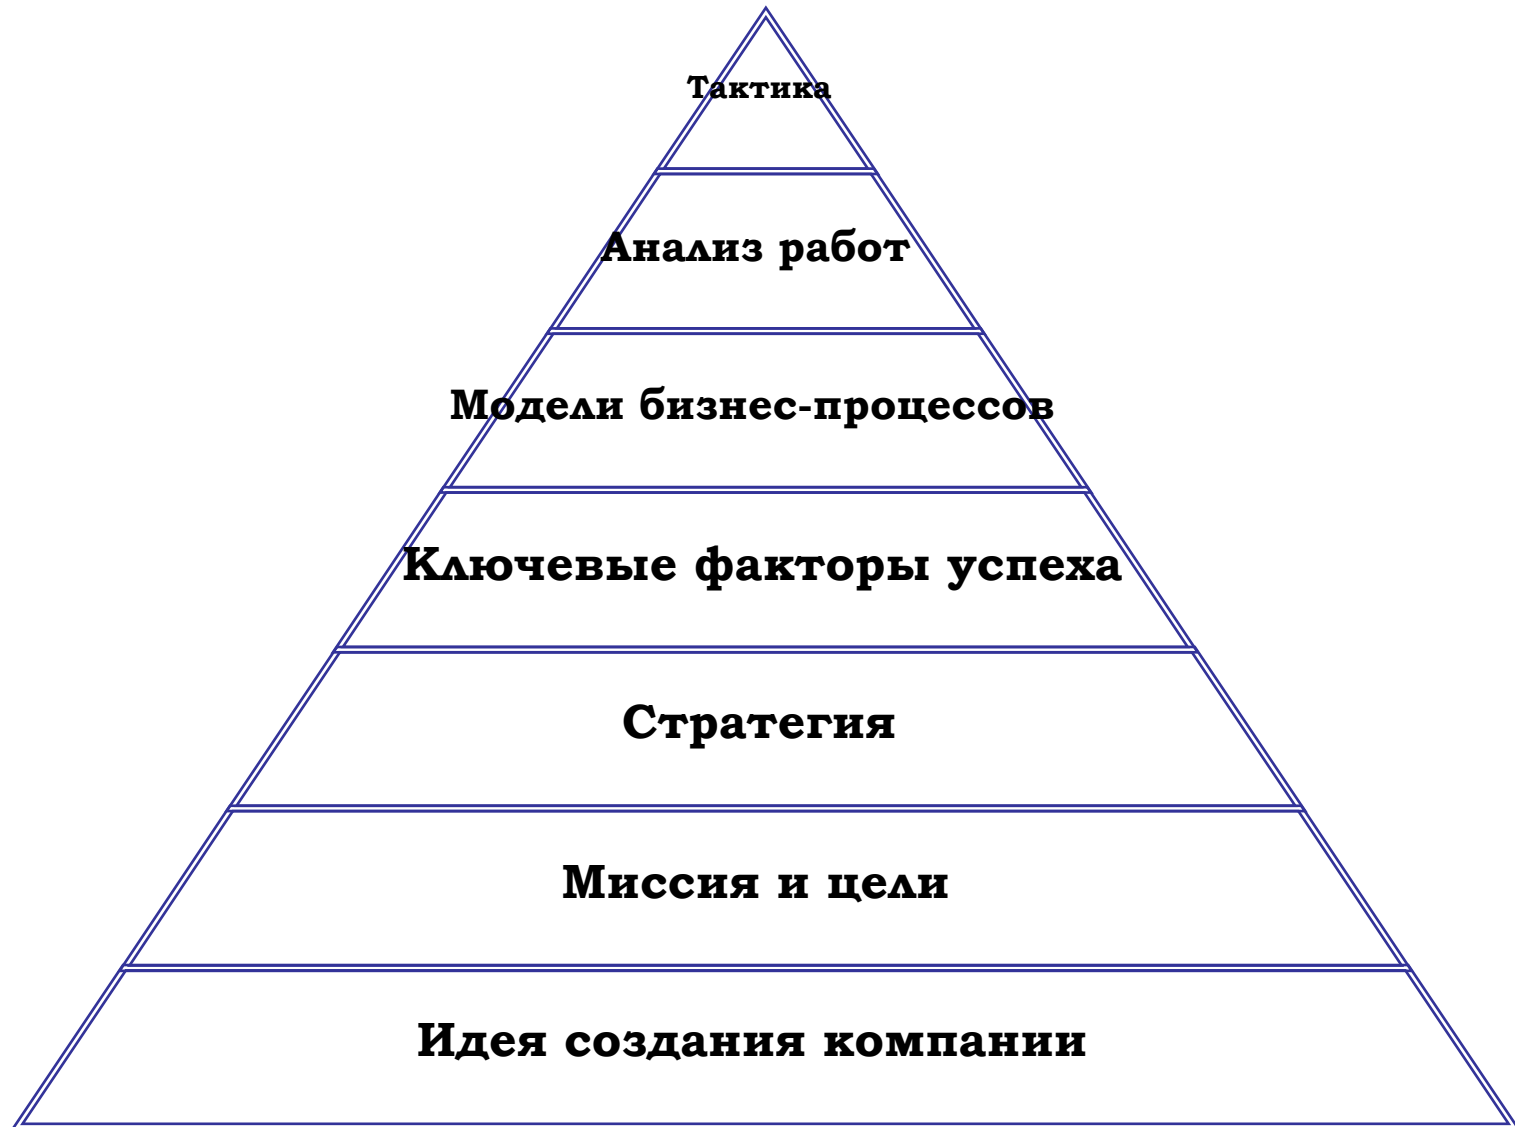 Тактика
Анализ работ
Модели бизнес-процессов
Ключевые факторы успеха
Стратегия
Миссия и цели
Идея создания компании